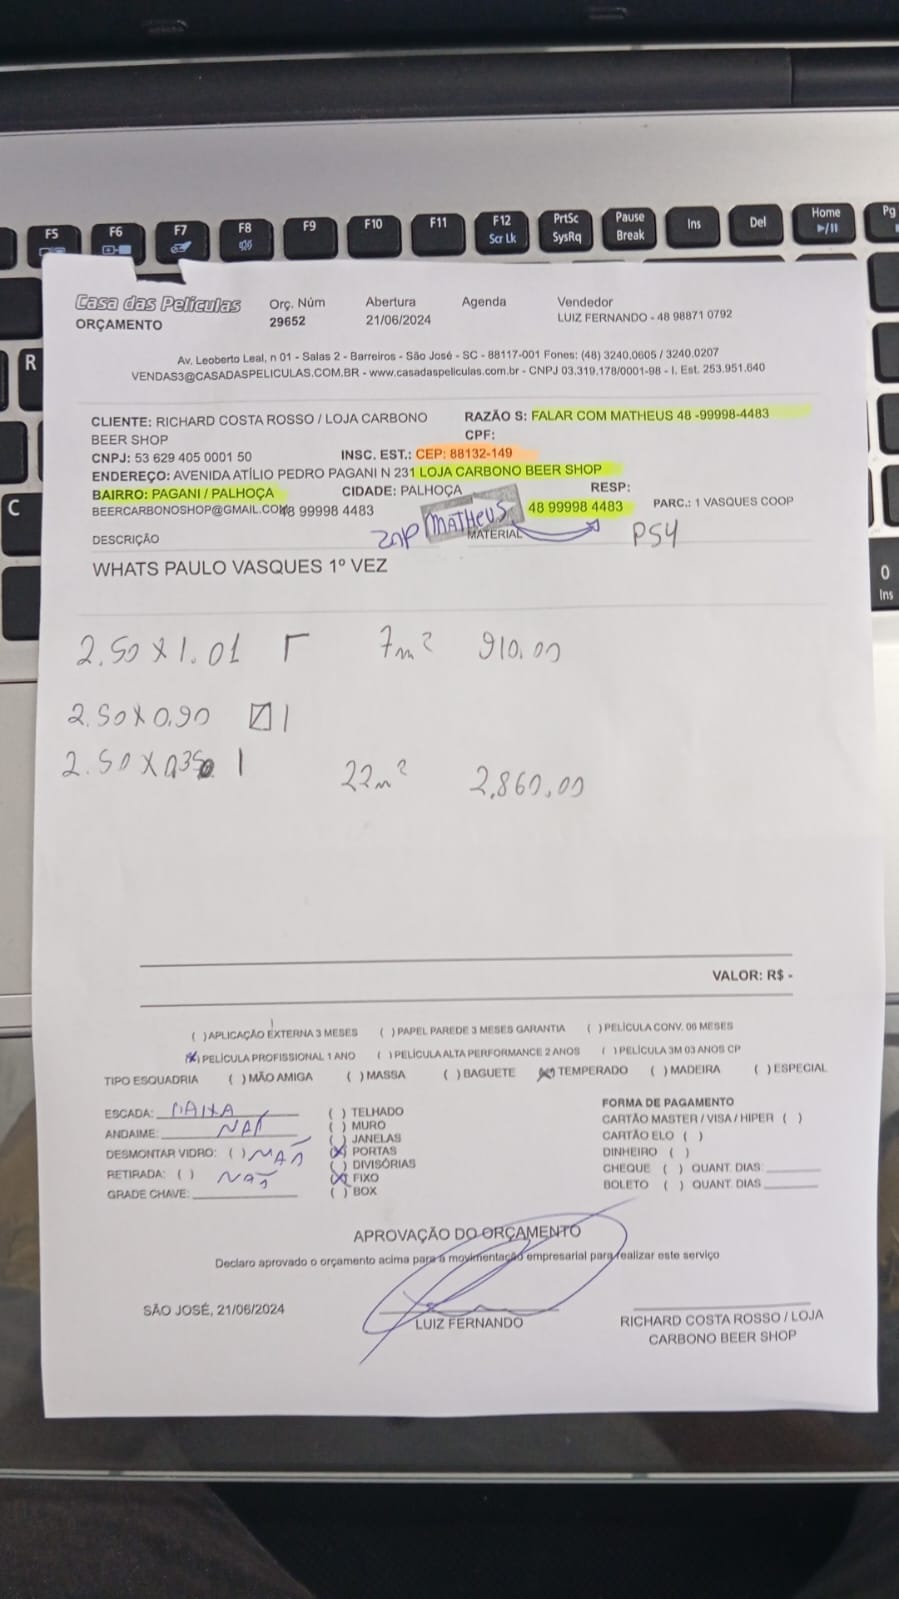 F5 F6 F7 F8 F9 F10 F11 F12 PrtSc Pause Ins Del Home Pg
Scr Lk SysRq Break
R
C
0
Ins
Casa das Películas Orç. Núm Abertura Agenda Vendedor
ORÇAMENTO 29652 21/06/2024 LUIZ FERNANDO - 48 98871 0792
Av. Leoberto Leal, n 01 - Salas 2 - Barreiros - São José - SC - 88117-001 Fones: (48) 3240.0605 / 3240.0207
VENDAS3@CASADASPELICULAS.COM.BR - www.casadaspeliculas.com.br - CNPJ 03.319.178/0001-98 - I. Est. 253.951.640
CLIENTE: RICHARD COSTA ROSSO / LOJA CARBONO RAZÃO S: FALAR COM MATHEUS 48 -99998-4483
BEER SHOP CPF:
CNPJ: 53 629 405 0001 50 INSC. EST.: CEP: 88132-149
ENDEREÇO: AVENIDA ATÍLIO PEDRO PAGANI N 231 LOJA CARBONO BEER SHOP
BAIRRO: PAGANI / PALHOÇA CIDADE: PALHOÇA RESP:
BEERCARBONOSHOP@GMAIL.COM 48 99998 4483 48 99998 4483 PARC.: 1 VASQUES COOP
ZAP MATHEUS PS4
DESCRIÇÃO MATERIAL
WHATS PAULO VASQUES 1º VEZ
2.50 x 1.01 7m² 910.00
2.50 x 0.90
2.50 x 0.35
22m² 2.860.00
VALOR: R$ -
( )APLICAÇÃO EXTERNA 3 MESES ( )PAPEL PAREDE 3 MESES GARANTIA ( )PELÍCULA CONV. 06 MESES
(X)PELÍCULA PROFISSIONAL 1 ANO ( )PELÍCULA ALTA PERFORMANCE 2 ANOS ( )PELÍCULA 3M 03 ANOS CP
TIPO ESQUADRIA ( )MÃO AMIGA ( )MASSA ( )BAGUETE (X)TEMPERADO ( )MADEIRA ( )ESPECIAL
ESCADA: BAIXA ( ) TELHADO FORMA DE PAGAMENTO
ANDAIME: NÃO ( ) MURO CARTÃO MASTER / VISA / HIPER ( )
DESMONTAR VIDRO: ( ) NÃO ( ) JANELAS CARTÃO ELO ( )
RETIRADA: ( ) NÃO (X) PORTAS DINHEIRO ( )
GRADE CHAVE: ( ) DIVISÓRIAS CHEQUE ( ) QUANT. DIAS:
(X) FIXO BOLETO ( ) QUANT. DIAS
( ) BOX
APROVAÇÃO DO ORÇAMENTO
Declaro aprovado o orçamento acima para a movimentação empresarial para realizar este serviço
SÃO JOSÉ, 21/06/2024 LUIZ FERNANDO RICHARD COSTA ROSSO / LOJA
CARBONO BEER SHOP